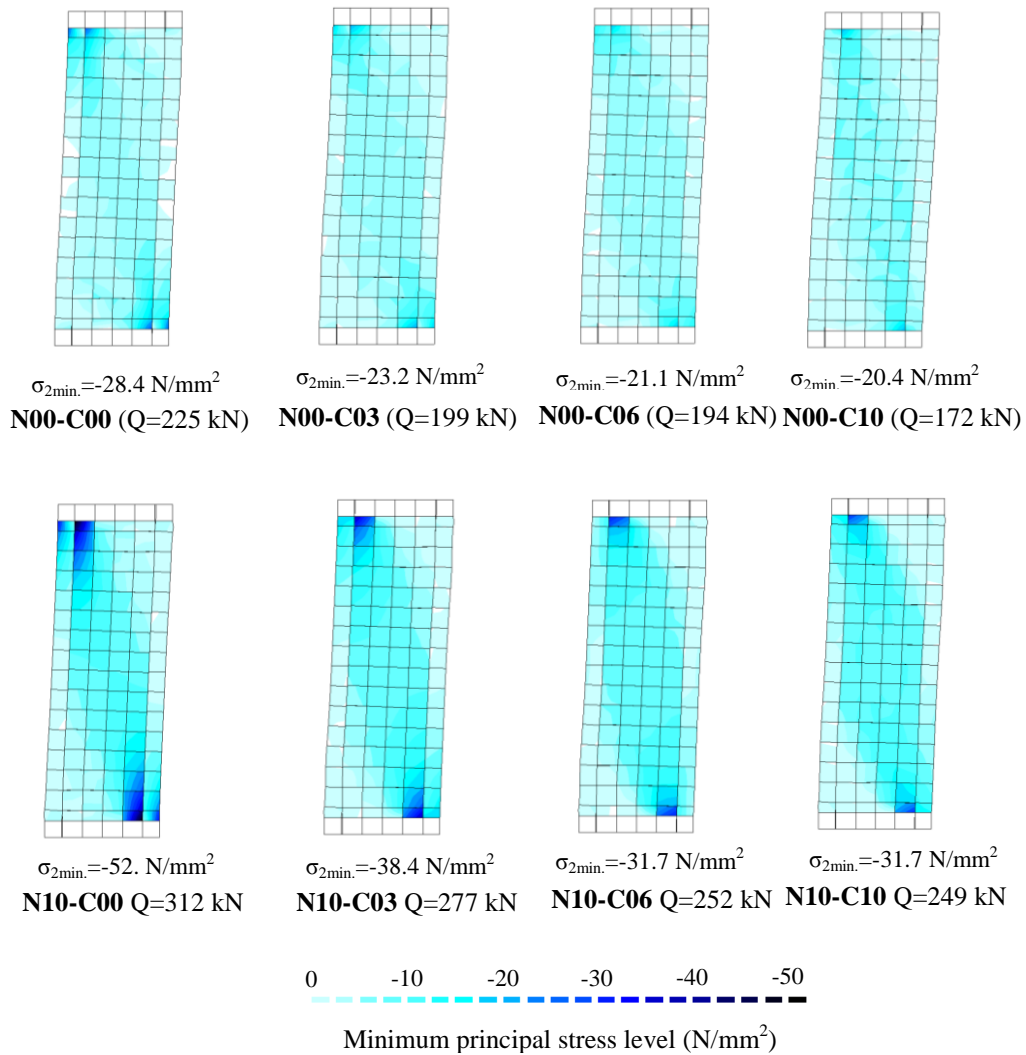 σ2min.=-28.4 N/mm² σ2min.=-23.2 N/mm² σ2min.=-21.1 N/mm² σ2min.=-20.4 N/mm²
N00-C00 (Q=225 kN) N00-C03 (Q=199 kN) N00-C06 (Q=194 kN) N00-C10 (Q=172 kN)
σ2min.=-52. N/mm² σ2min.=-38.4 N/mm² σ2min.=-31.7 N/mm² σ2min.=-31.7 N/mm²
N10-C00 Q=312 kN N10-C03 Q=277 kN N10-C06 Q=252 kN N10-C10 Q=249 kN
0 -10 -20 -30 -40 -50
Minimum principal stress level (N/mm²)